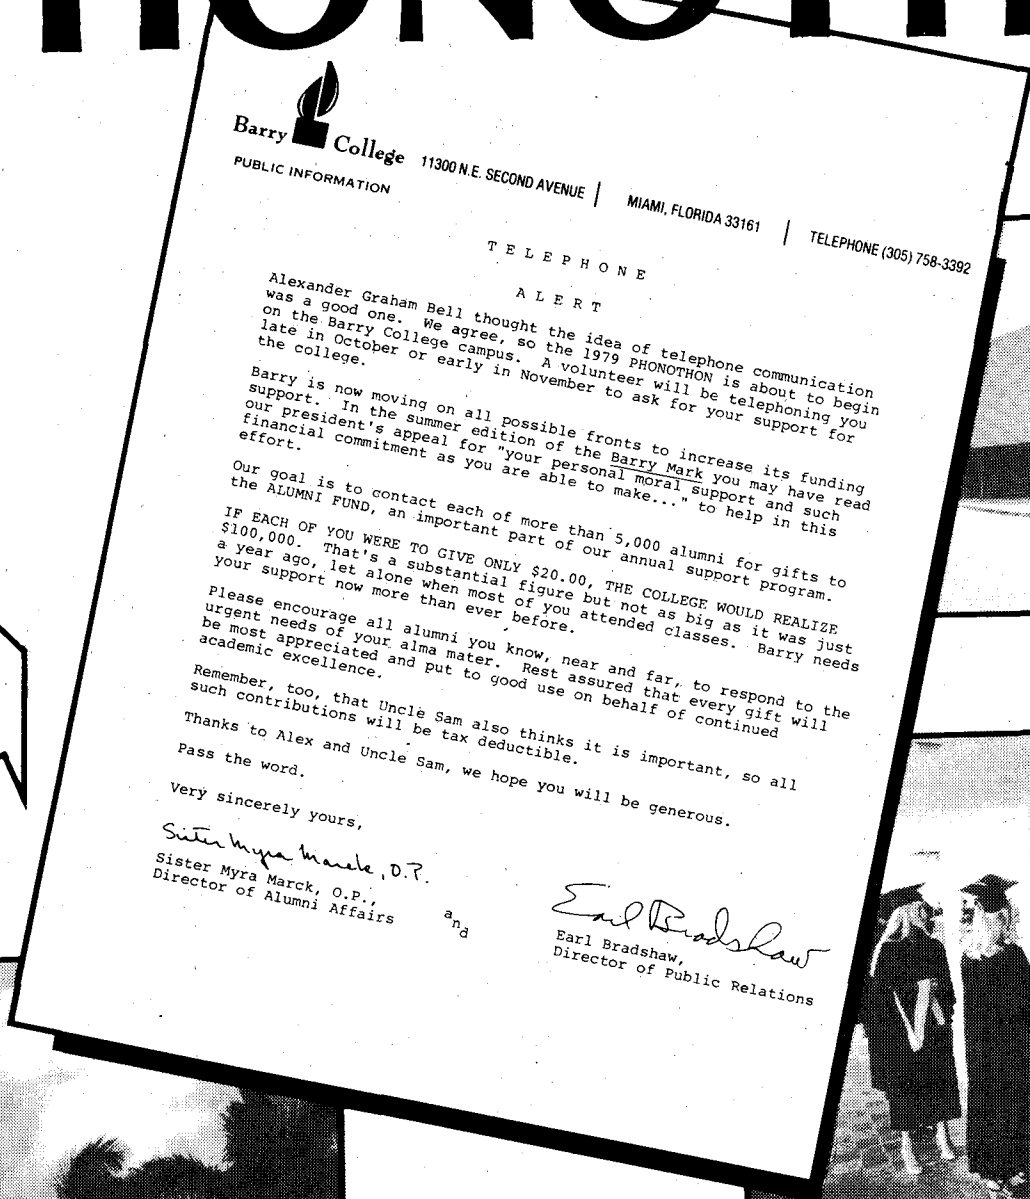 HONOTH
Barry College
PUBLIC INFORMATION
11300 N.E. SECOND AVENUE | MIAMI, FLORIDA 33161 | TELEPHONE (305) 758-3392
TELEPHONE
ALERT
Alexander Graham Bell thought the idea of telephone communication
was a good one. We agree, so the 1979 PHONOTHON is about to begin
on the Barry College campus. A volunteer will be telephoning you
late in October or early in November to ask for your support for
the college.
Barry is now moving on all possible fronts to increase its funding
support. In the summer edition of the Barry Mark you may have read
our president's appeal for "your personal moral support and such
financial commitment as you are able to make..." to help in this
effort.
Our goal is to contact each of more than 5,000 alumni for gifts to
the ALUMNI FUND, an important part of our annual support program.
IF EACH OF YOU WERE TO GIVE ONLY $20.00, THE COLLEGE WOULD REALIZE
$100,000. That's a substantial figure but not as big as it was just
a year ago, let alone when most of you attended classes. Barry needs
your support now more than ever before.
Please encourage all alumni you know, near and far, to respond to the
urgent needs of your alma mater. Rest assured that every gift will
be most appreciated and put to good use on behalf of continued
academic excellence.
Remember, too, that Uncle Sam also thinks it is important, so all
such contributions will be tax deductible.
Thanks to Alex and Uncle Sam, we hope you will be generous.
Pass the word.
Very sincerely yours,
Sister Myra Marck, O.P.
Sister Myra Marck, O.P.,
Director of Alumni Affairs
and
Earl Bradshaw
Earl Bradshaw,
Director of Public Relations